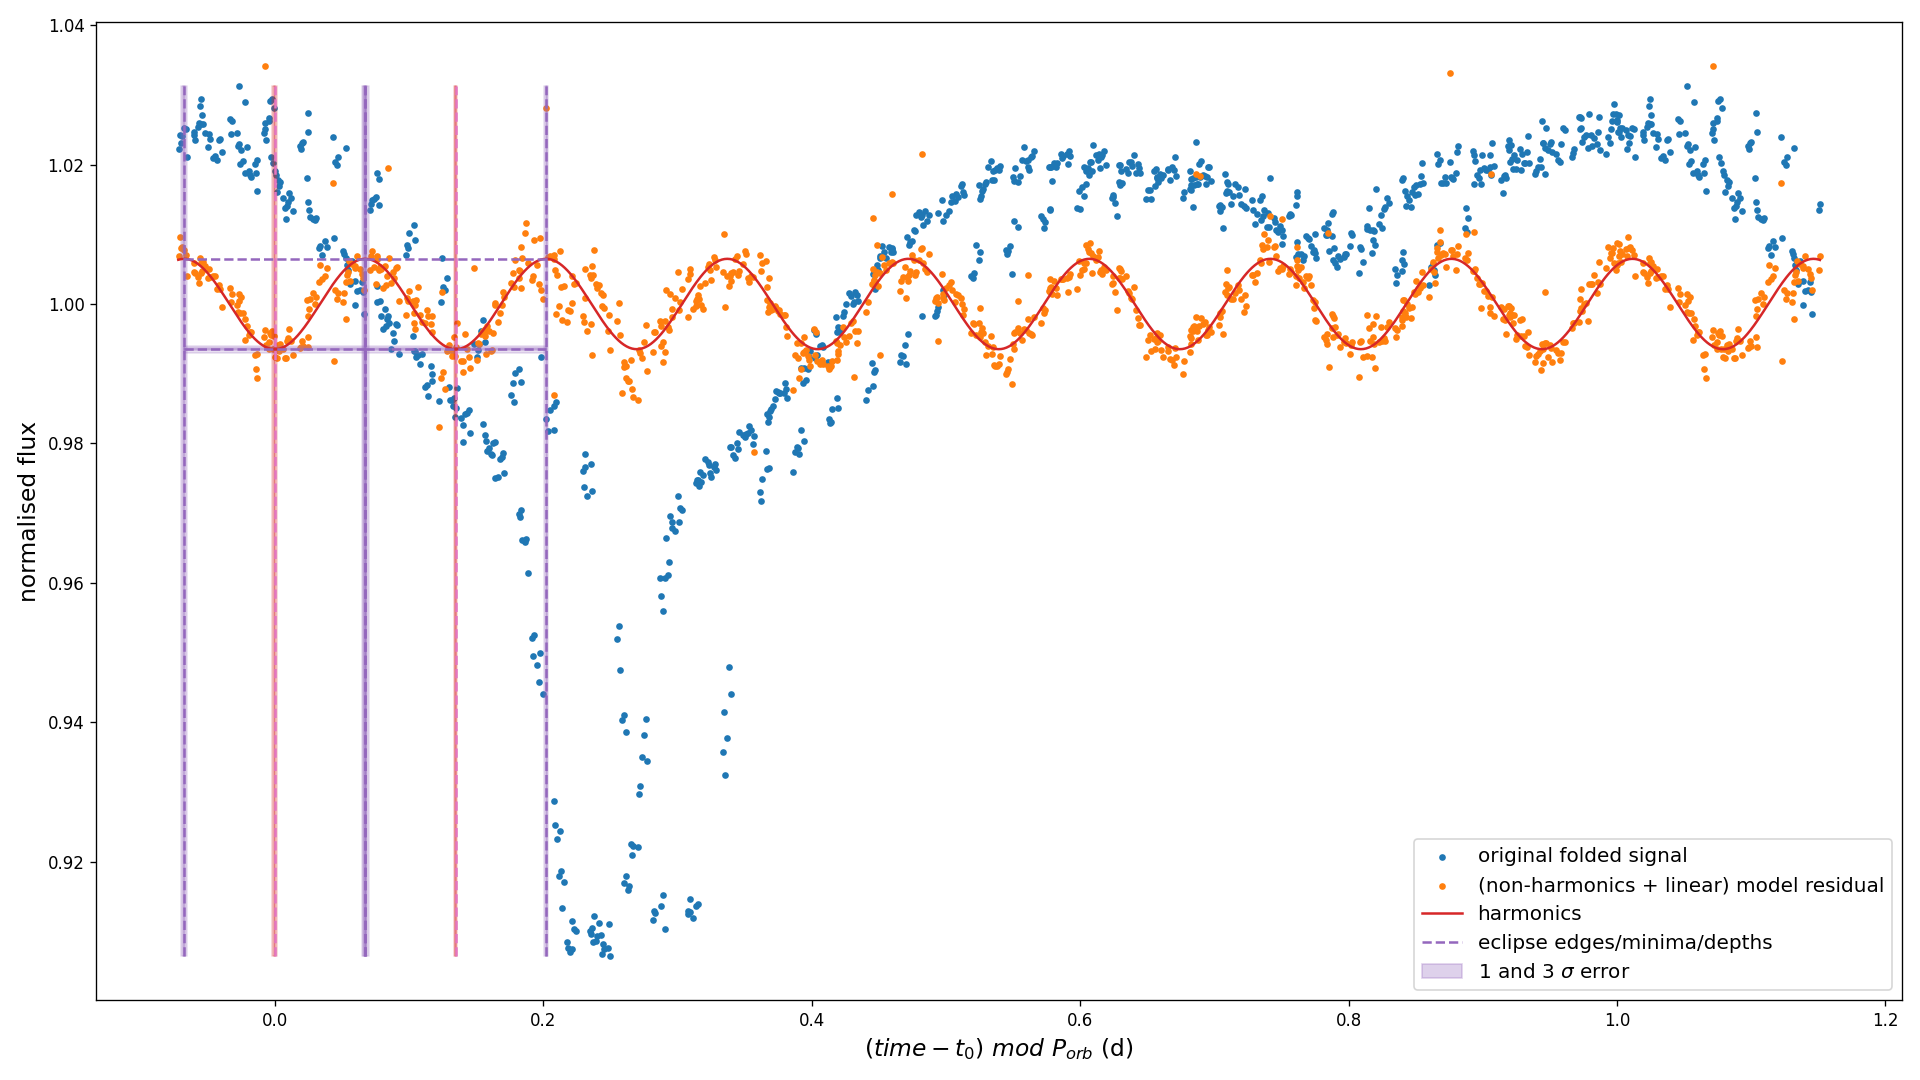 1.04
1.02
1.00
0.98
0.96
0.94
0.92
normalised flux
0.0
0.2
0.4
0.6
0.8
1.0
1.2
(time − t₀) mod P_orb (d)
original folded signal
(non-harmonics + linear) model residual
harmonics
eclipse edges/minima/depths
1 and 3 σ error